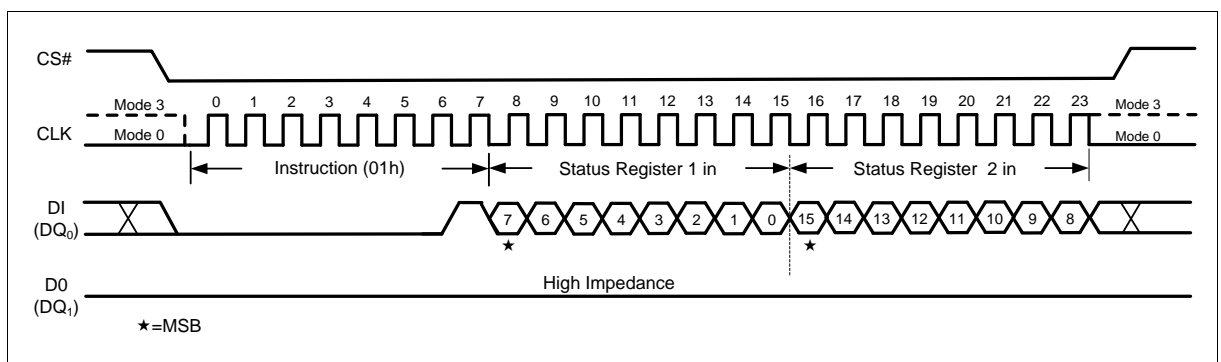 CS#
Mode 3
0 1 2 3 4 5 6 7 8 9 10 11 12 13 14 15 16 17 18 19 20 21 22 23
Mode 3
CLK
Mode 0
Mode 0
Instruction (01h)
Status Register 1 in
Status Register 2 in
DI
(DQ₀)
7 6 5 4 3 2 1 0 15 14 13 12 11 10 9 8
★ ★
D0
(DQ₁)
High Impedance
★=MSB